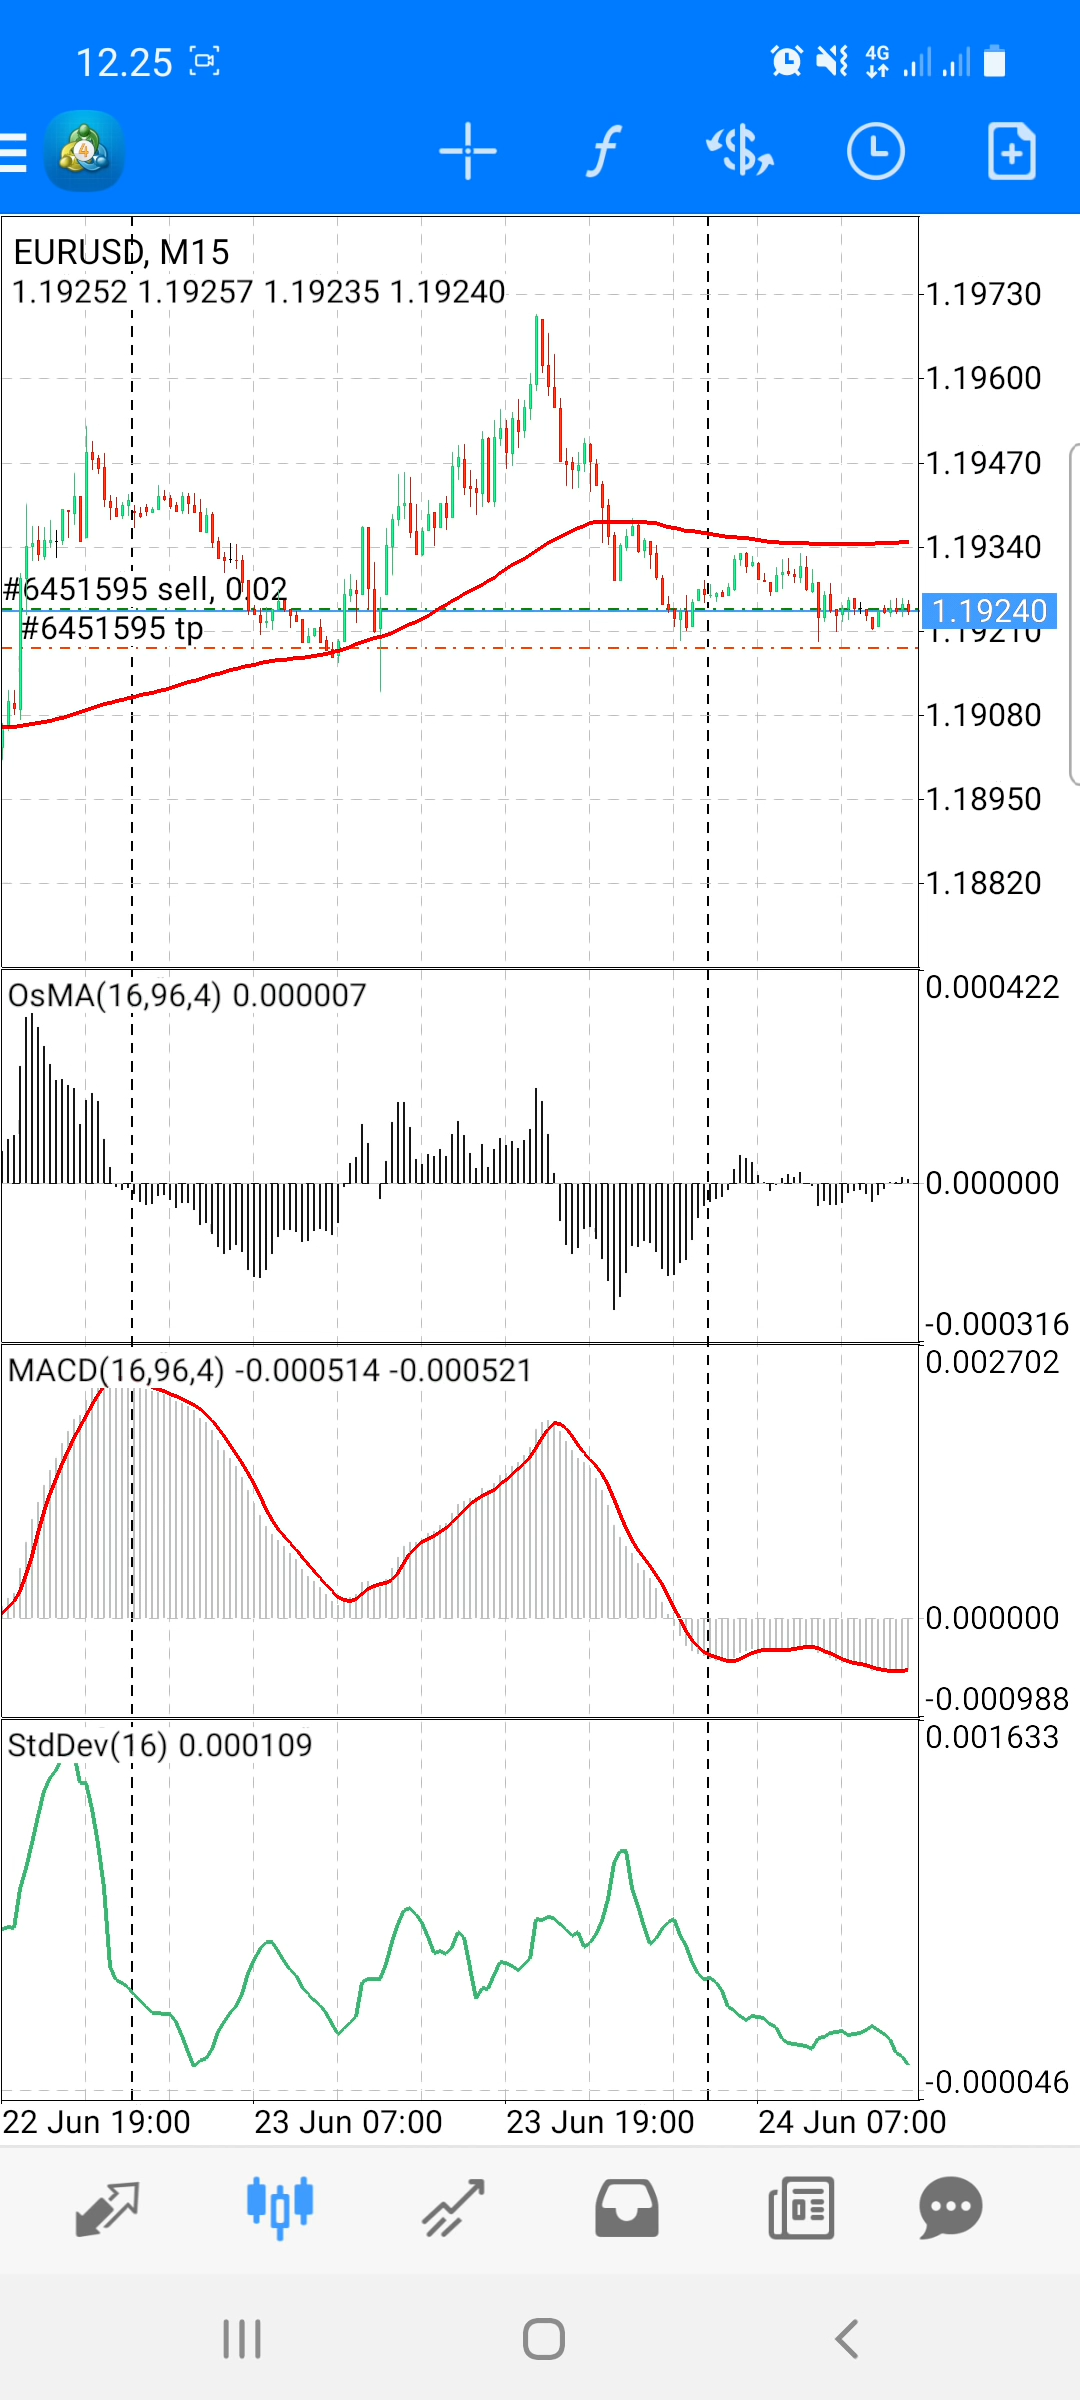 12.25
4G
4
EURUSD, M15
1.19252 1.19257 1.19235 1.19240
1.19730
1.19600
1.19470
1.19340
#6451595 sell, 0.02
1.19240
#6451595 tp
1.19210
1.19080
1.18950
1.18820
OsMA(16,96,4) 0.000007
0.000422
0.000000
-0.000316
MACD(16,96,4) -0.000514 -0.000521
0.002702
0.000000
-0.000988
StdDev(16) 0.000109
0.001633
-0.000046
22 Jun 19:00
23 Jun 07:00
23 Jun 19:00
24 Jun 07:00